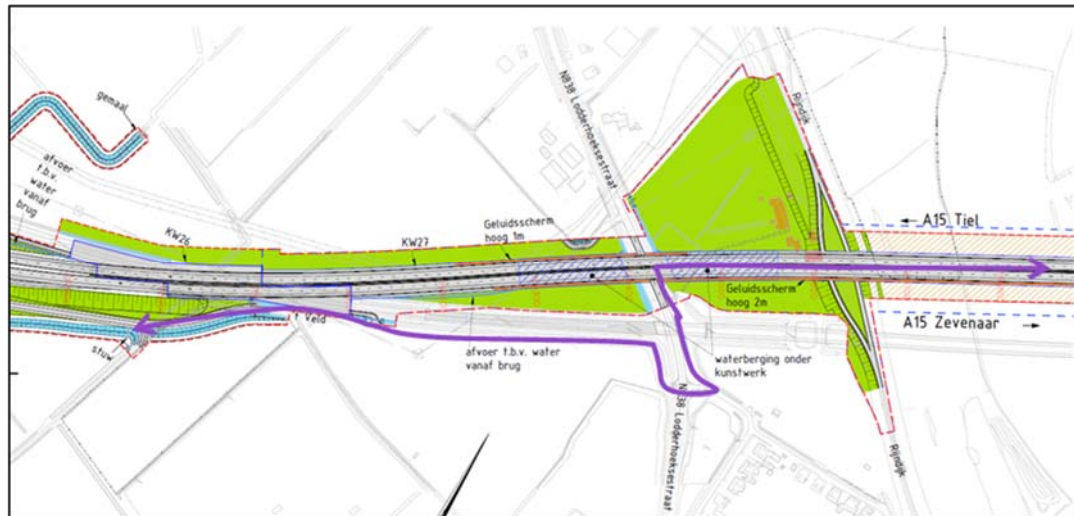 gemaal
afvoer
t.b.v.
water
vanaf
brug
KW26
KW27
Geluidsscherm
hoog 1m
N838 Lodderhoeksestraat
Rijndijk
← A15 Tiel
Geluidsscherm
hoog 2m
A15 Zevenaar →
't Veld
stuw
afvoer t.b.v. water
vanaf brug
waterberging onder
kunstwerk
N838 Lodderhoeksestraat
Rijndijk